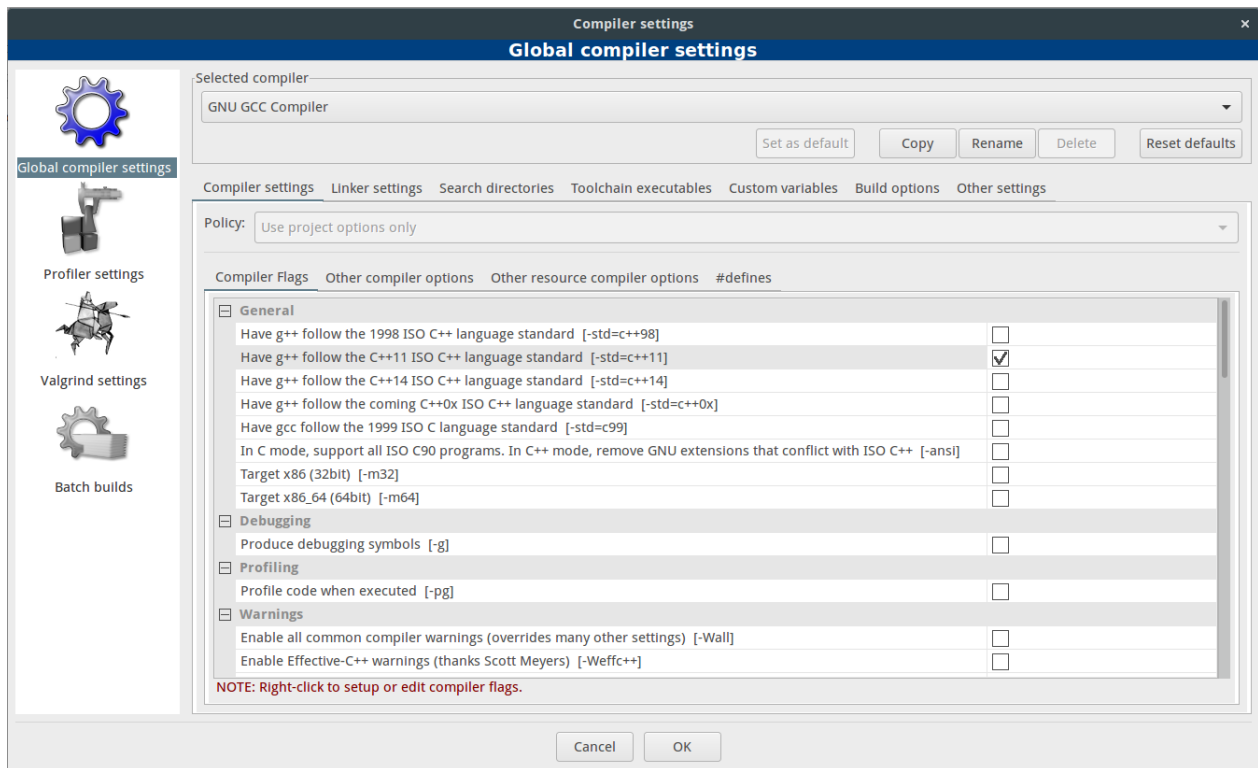 Compiler settings
Global compiler settings
Global compiler settings
Profiler settings
Valgrind settings
Batch builds
Selected compiler
GNU GCC Compiler
Set as default Copy Rename Delete Reset defaults
Compiler settings Linker settings Search directories Toolchain executables Custom variables Build options Other settings
Policy: Use project options only
Compiler Flags Other compiler options Other resource compiler options #defines
General
Have g++ follow the 1998 ISO C++ language standard [-std=c++98]
Have g++ follow the C++11 ISO C++ language standard [-std=c++11]
Have g++ follow the C++14 ISO C++ language standard [-std=c++14]
Have g++ follow the coming C++0x ISO C++ language standard [-std=c++0x]
Have gcc follow the 1999 ISO C language standard [-std=c99]
In C mode, support all ISO C90 programs. In C++ mode, remove GNU extensions that conflict with ISO C++ [-ansi]
Target x86 (32bit) [-m32]
Target x86_64 (64bit) [-m64]
Debugging
Produce debugging symbols [-g]
Profiling
Profile code when executed [-pg]
Warnings
Enable all common compiler warnings (overrides many other settings) [-Wall]
Enable Effective-C++ warnings (thanks Scott Meyers) [-Weffc++]
NOTE: Right-click to setup or edit compiler flags.
Cancel OK